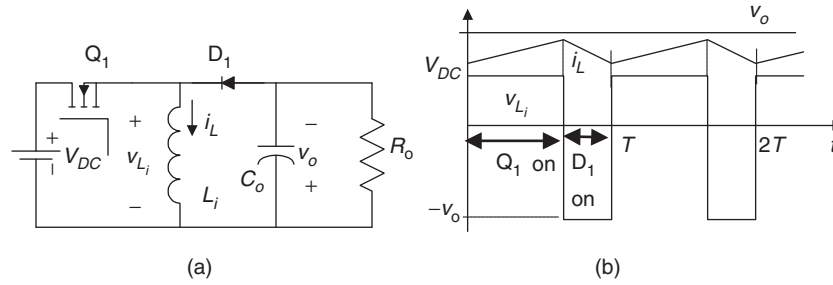 Q1
D1
+
–
VDC
+
vLi
–
iL
Li
–
vo
+
Co
Ro
(a)
vo
VDC
iL
vLi
T
2T
t
Q1 on
D1 on
–vo
(b)